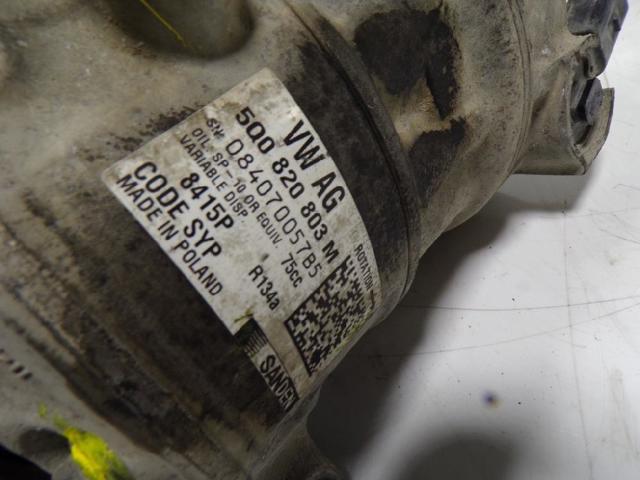 VW AG
5Q0 820 803 M
SW 08407005785
OIL, SP-10 OR EQUIV. 75cc
VARIABLE DISP R134a
8415P
CODE SYP
MADE IN POLAND
ROTATION
SANDEN